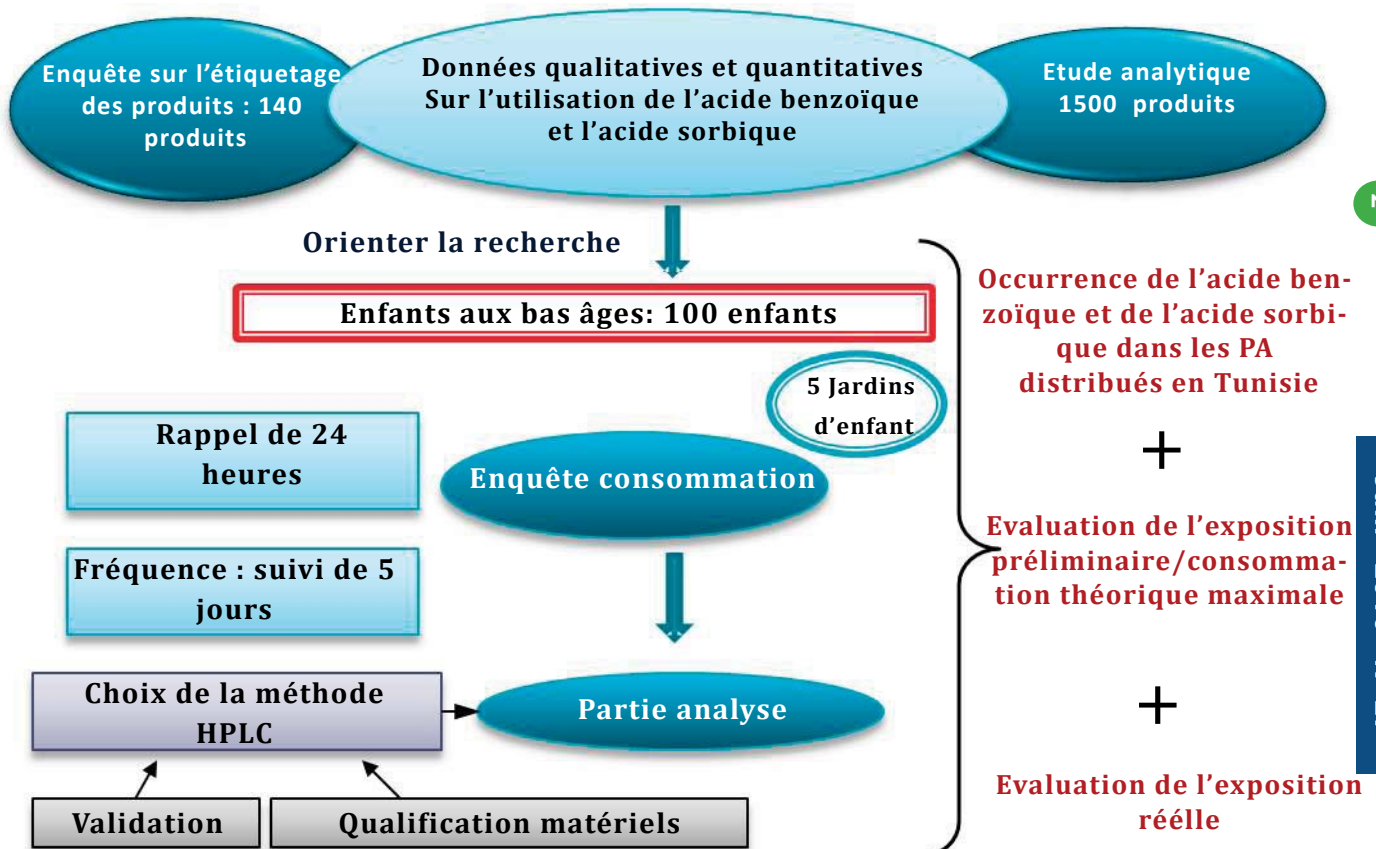 Enquête sur l'étiquetage
des produits : 140
produits
Données qualitatives et quantitatives
Sur l'utilisation de l'acide benzoïque
et l'acide sorbique
Etude analytique
1500 produits
Orienter la recherche
Enfants aux bas âges: 100 enfants
5 Jardins
d'enfant
Rappel de 24
heures
Enquête consommation
Fréquence : suivi de 5
jours
Choix de la méthode
HPLC
Partie analyse
Validation
Qualification matériels
Occurrence de l'acide ben-
zoïque et de l'acide sorbi-
que dans les PA
distribués en Tunisie
+
Evaluation de l'exposition
préliminaire/consomma-
tion théorique maximale
+
Evaluation de l'exposition
réélle